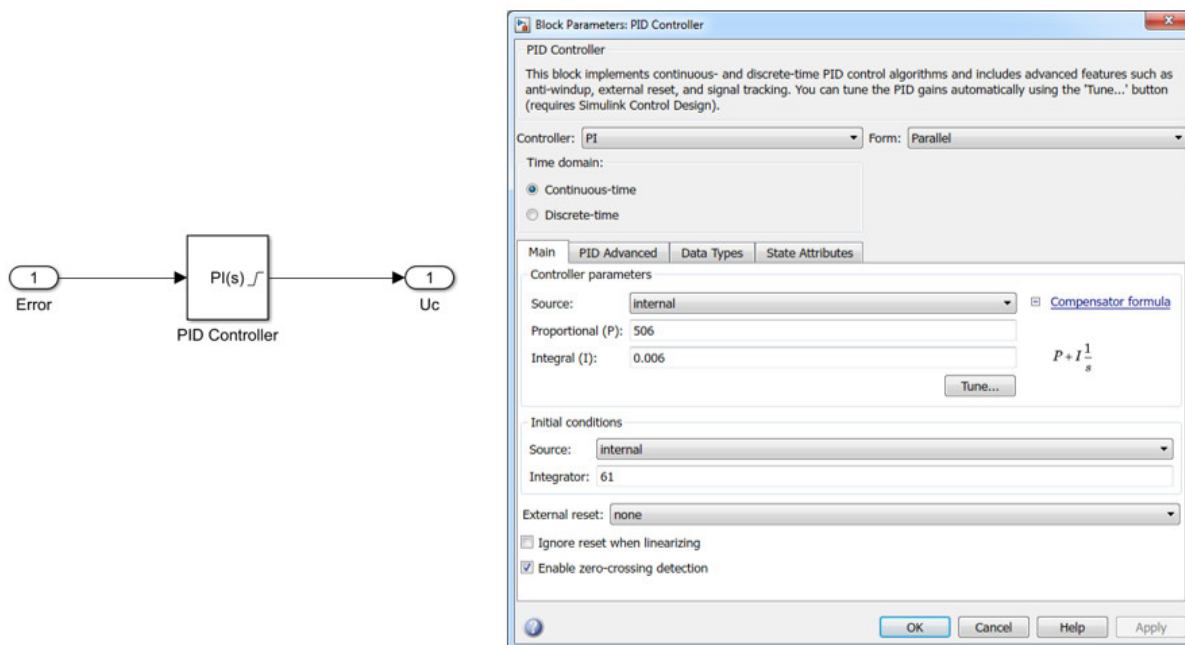 1
Error
PI(s)
PID Controller
1
Uc
Block Parameters: PID Controller
x
PID Controller
This block implements continuous- and discrete-time PID control algorithms and includes advanced features such as
anti-windup, external reset, and signal tracking. You can tune the PID gains automatically using the 'Tune...' button
(requires Simulink Control Design).
Controller: PI Form: Parallel
Time domain:
Continuous-time
Discrete-time
Main PID Advanced Data Types State Attributes
Controller parameters
Source: internal Compensator formula
Proportional (P): 506
Integral (I): 0.006
P+I 1/s
Tune...
Initial conditions
Source: internal
Integrator: 61
External reset: none
Ignore reset when linearizing
Enable zero-crossing detection
? OK Cancel Help Apply